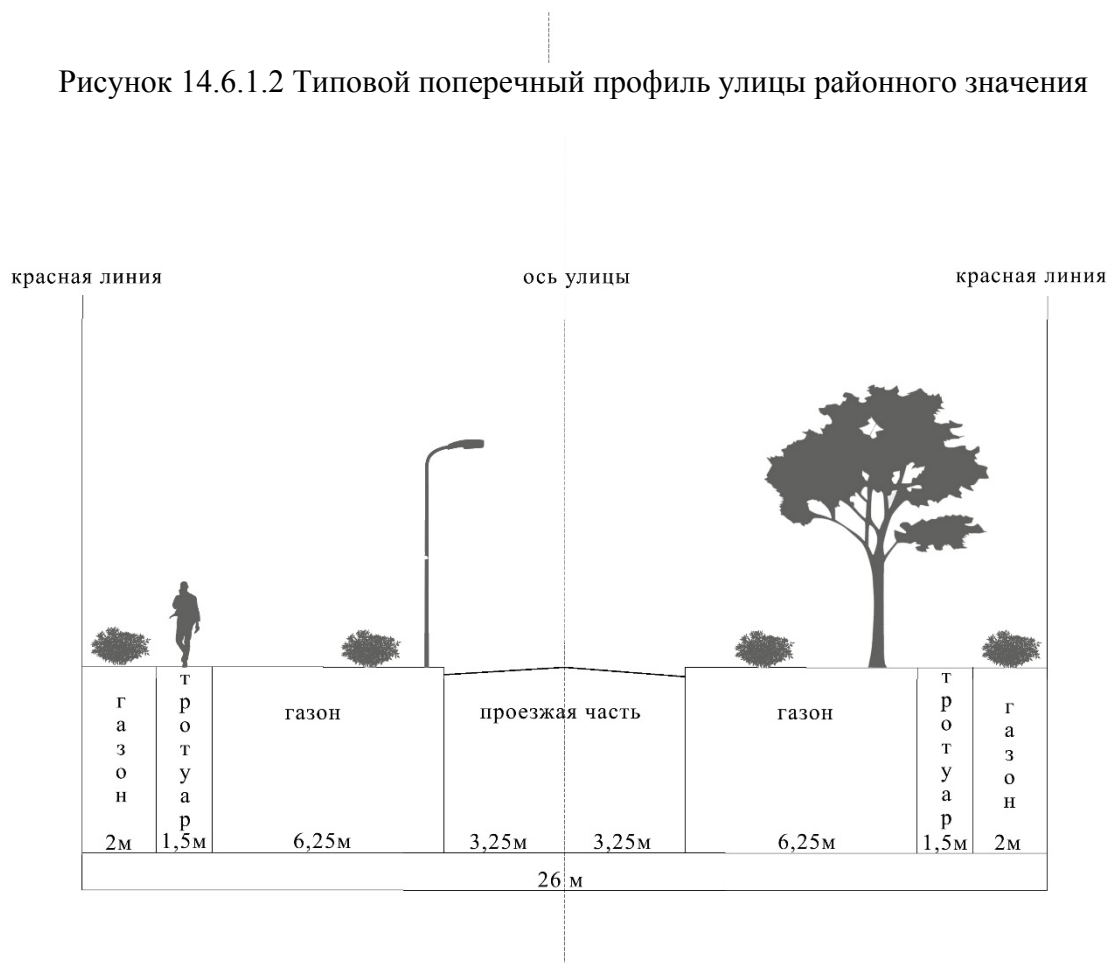 Рисунок 14.6.1.2 Типовой поперечный профиль улицы районного значения
красная линия
ось улицы
красная линия
газон
тротуар
газон
проезжая часть
газон
тротуар
газон
2м
1,5м
6,25м
3,25м
3,25м
6,25м
1,5м
2м
26 м